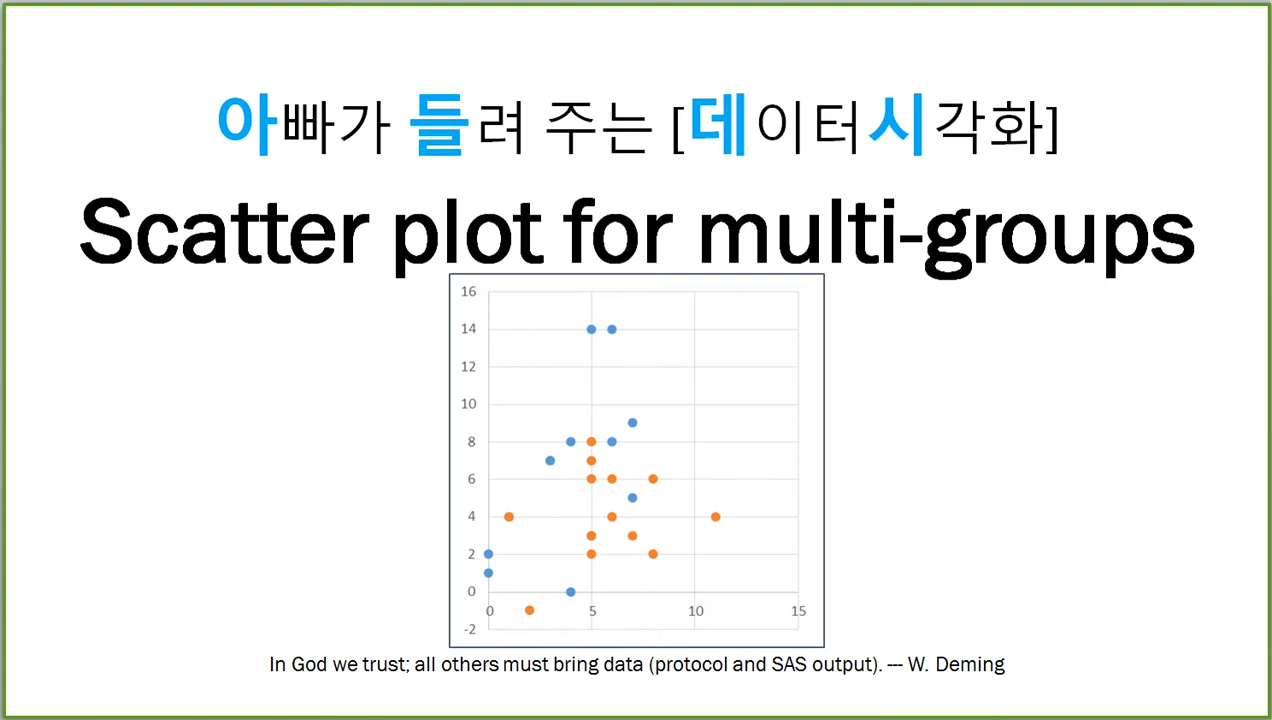 아빠가 들려 주는 [데이터시각화]
Scatter plot for multi-groups
16
14
12
10
8
6
4
2
0
0 5 10 15
-2
In God we trust; all others must bring data (protocol and SAS output). --- W. Deming